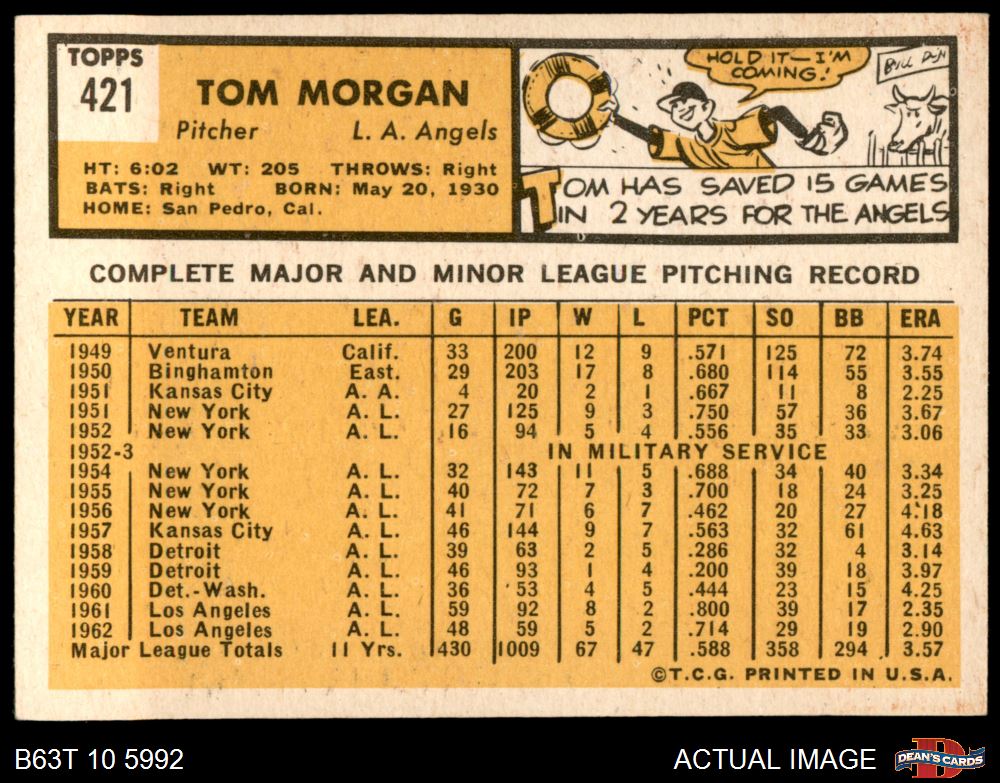 TOPPS
421
TOM MORGAN
Pitcher L. A. Angels
HT: 6:02 WT: 205 THROWS: Right
BATS: Right BORN: May 20, 1930
HOME: San Pedro, Cal.
HOLD IT—I'M
COMING!
TOM HAS SAVED 15 GAMES
IN 2 YEARS FOR THE ANGELS
COMPLETE MAJOR AND MINOR LEAGUE PITCHING RECORD
YEAR TEAM LEA. G IP W L PCT SO BB ERA
1949 Ventura Calif. 33 200 12 9 .571 125 72 3.74
1950 Binghamton East. 29 203 17 8 .680 114 55 3.55
1951 Kansas City A. A. 4 20 2 1 .667 11 8 2.25
1951 New York A. L. 27 125 9 3 .750 57 36 3.67
1952 New York A. L. 16 94 5 4 .556 35 33 3.06
1952-3 IN MILITARY SERVICE
1954 New York A. L. 32 143 11 5 .688 34 40 3.34
1955 New York A. L. 40 72 7 3 .700 18 24 3.25
1956 New York A. L. 41 71 6 7 .462 20 27 4.18
1957 Kansas City A. L. 46 144 9 7 .563 32 61 4.63
1958 Detroit A. L. 39 63 2 5 .286 32 4 3.14
1959 Detroit A. L. 46 93 1 4 .200 39 18 3.97
1960 Det.-Wash. A. L. 36 53 4 5 .444 23 15 4.25
1961 Los Angeles A. L. 59 92 8 2 .800 39 17 2.35
1962 Los Angeles A. L. 48 59 5 2 .714 29 19 2.90
Major League Totals 11 Yrs. 430 1009 67 47 .588 358 294 3.57
©T.C.G. PRINTED IN U.S.A.
B63T 10 5992 ACTUAL IMAGE
DEAN'S CARDS